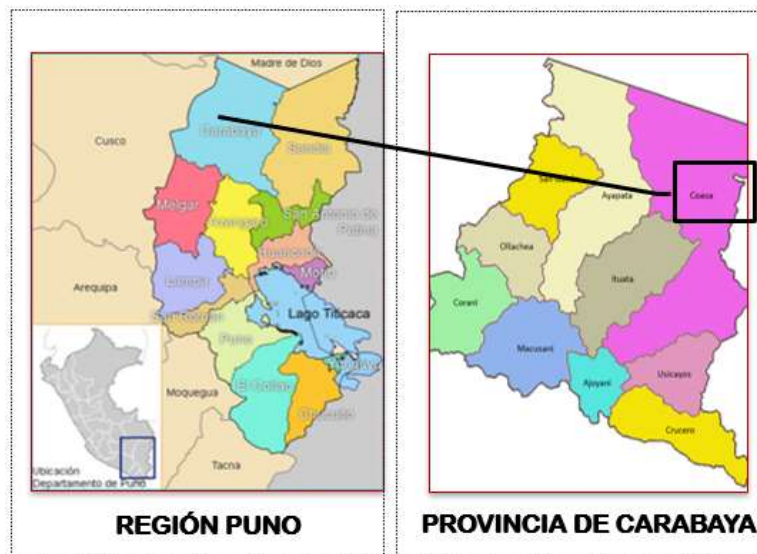 Madre de Dios
Cusco
Carabaya
Sandia
Melgar
Azángaro
San Antonio de
Putina
Huancané
Lampa
Moho
Arequipa
San Román
Lago Titicaca
Puno
Yunguyo
El Collao
Chucuito
Moquegua
Tacna
Ubicación
Departamento de Puno
REGIÓN PUNO
San Gabán
Ayapata
Coasa
Ollachea
Ituata
Corani
Macusani
Ajoyani
Usicayos
Crucero
PROVINCIA DE CARABAYA